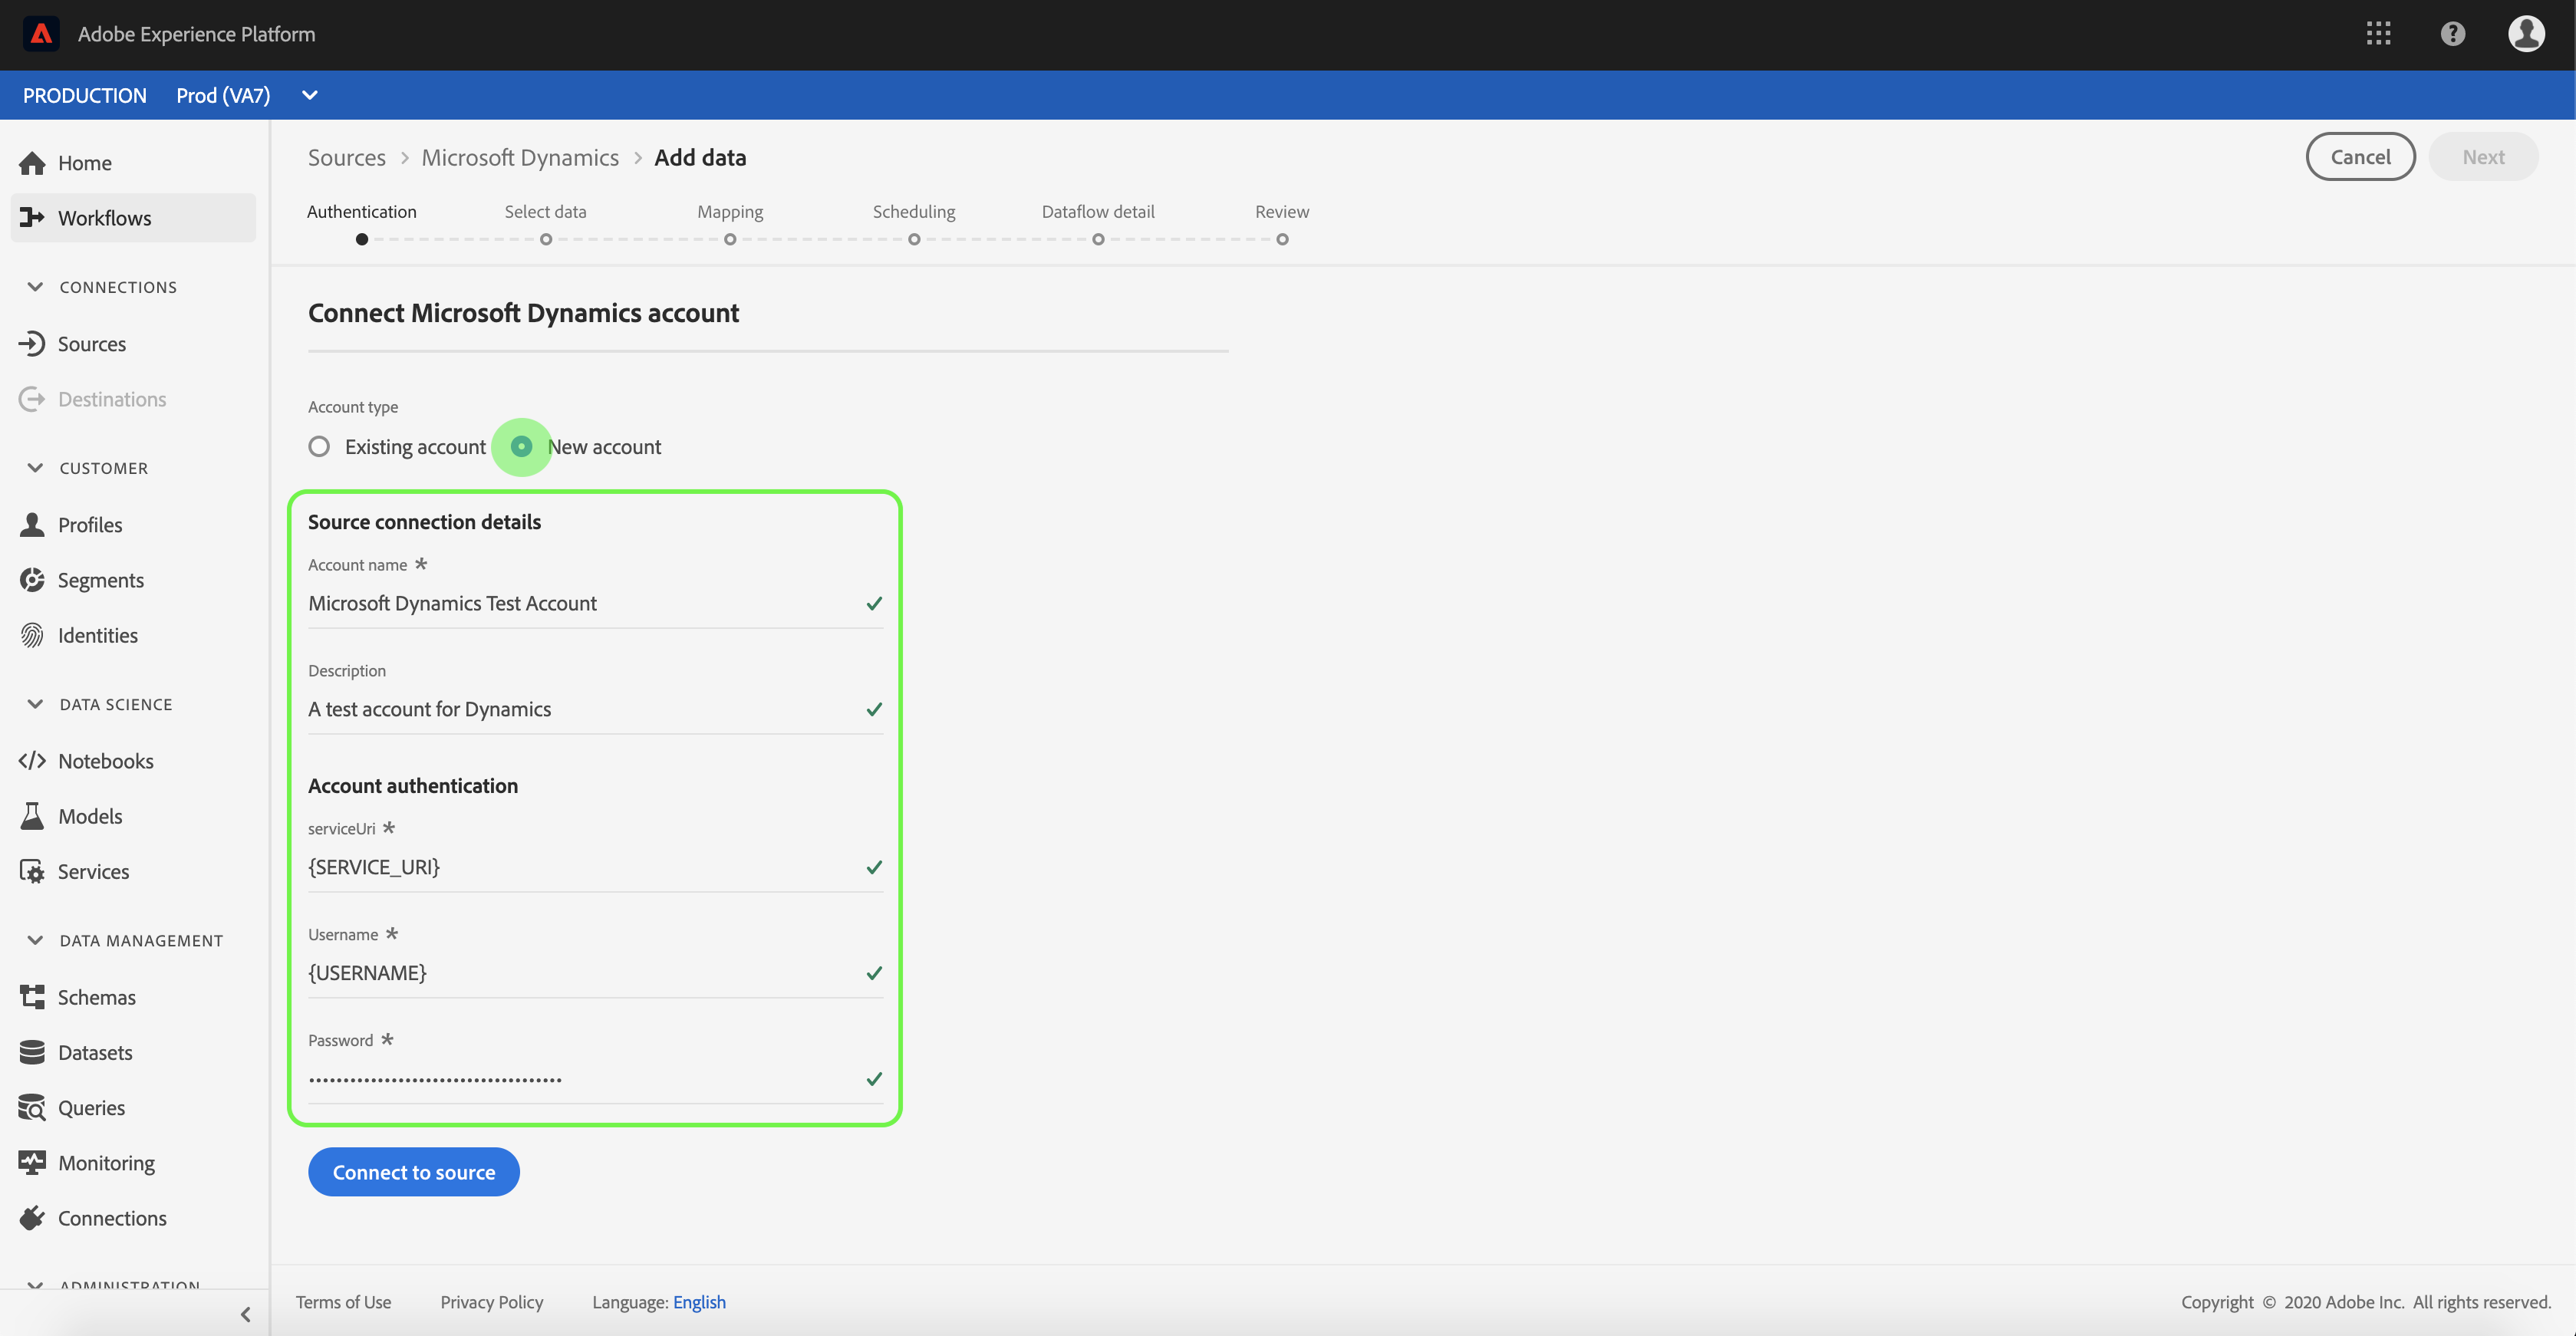 Adobe Experience Platform
PRODUCTION Prod (VA7)
Home
Workflows
CONNECTIONS
Sources
Destinations
CUSTOMER
Profiles
Segments
Identities
DATA SCIENCE
Notebooks
Models
Services
DATA MANAGEMENT
Schemas
Datasets
Queries
Monitoring
Connections
ADMINISTRATION
Sources > Microsoft Dynamics > Add data
Cancel Next
Authentication Select data Mapping Scheduling Dataflow detail Review
Connect Microsoft Dynamics account
Account type
Existing account New account
Source connection details
Account name *
Microsoft Dynamics Test Account
Description
A test account for Dynamics
Account authentication
serviceUri *
{SERVICE_URI}
Username *
{USERNAME}
Password *
•••••••••••••••••••••••••••••••••••••
Connect to source
Terms of Use Privacy Policy Language: English
Copyright © 2020 Adobe Inc. All rights reserved.